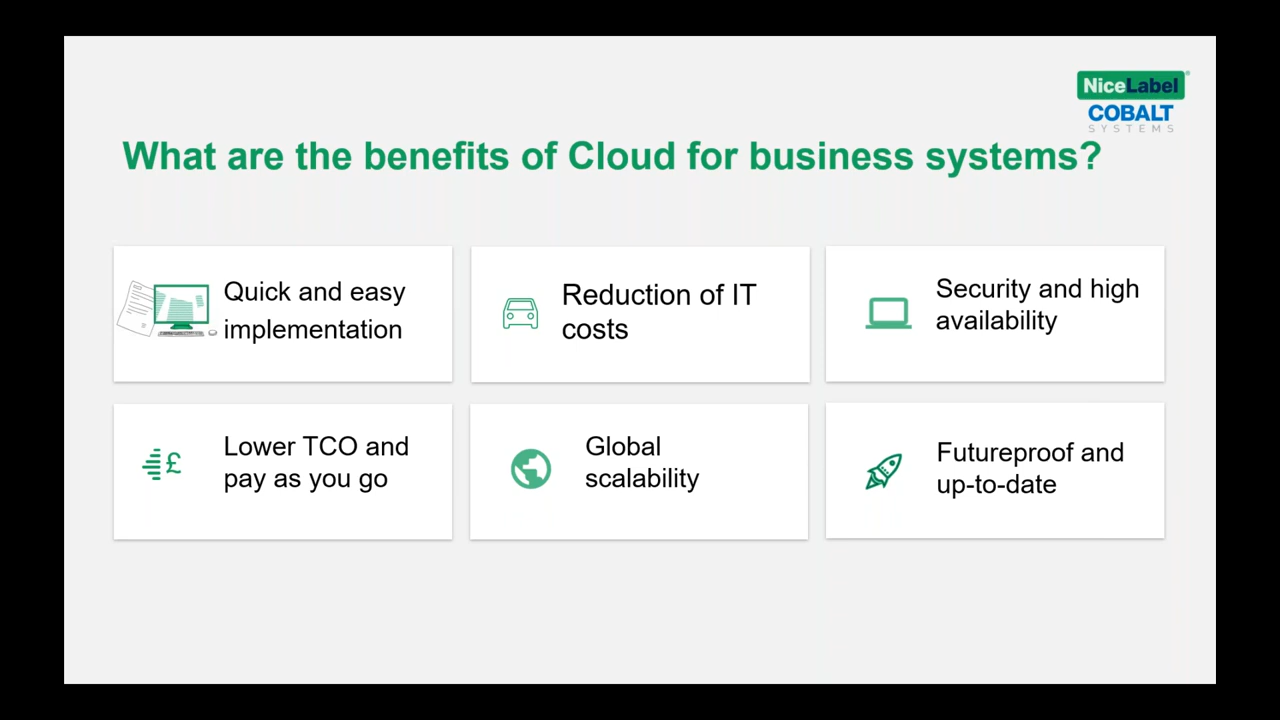 NiceLabel
COBALT
SYSTEMS
What are the benefits of Cloud for business systems?
Quick and easy
implementation
Reduction of IT
costs
Security and high
availability
£
Lower TCO and
pay as you go
Global
scalability
Futureproof and
up-to-date